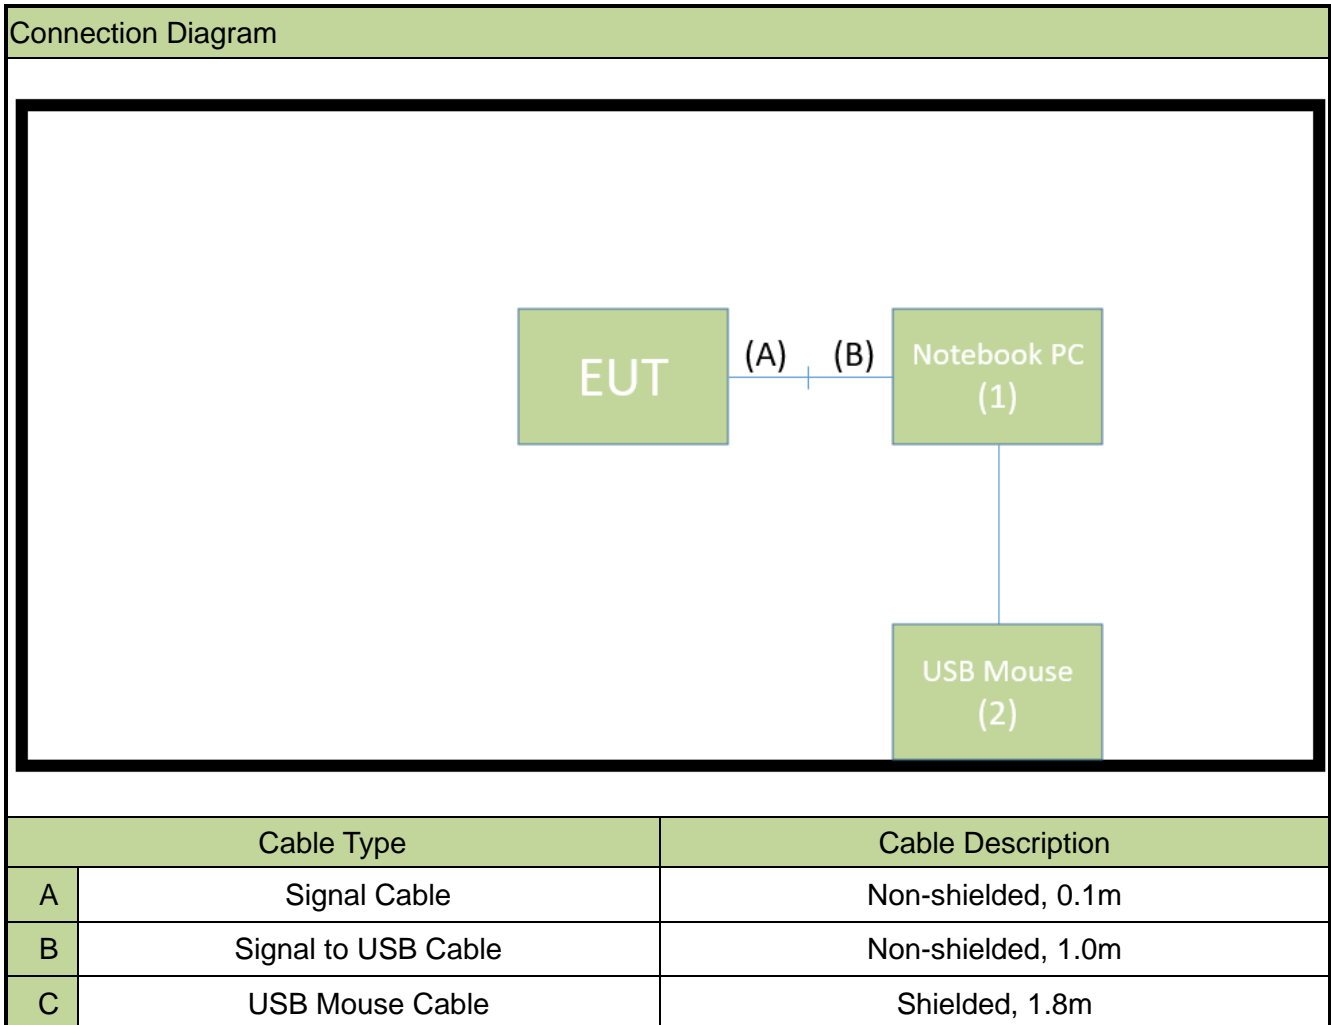 Connection Diagram
EUT
(A)
(B)
Notebook PC
(1)
USB Mouse
(2)
Cable Type Cable Description
A Signal Cable Non-shielded, 0.1m
B Signal to USB Cable Non-shielded, 1.0m
C USB Mouse Cable Shielded, 1.8m